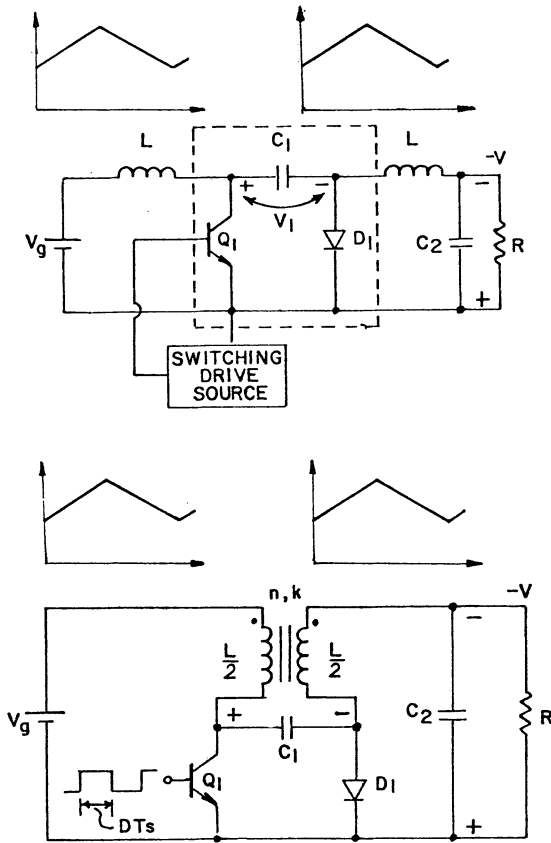 L
C1
L
-V
+
-
-
V1
Vg
Q1
D1
C2
R
+
SWITCHING
DRIVE
SOURCE
n, k
-V
-
L/2
L/2
+
-
C1
Vg
C2
R
Q1
D1
DTs
+